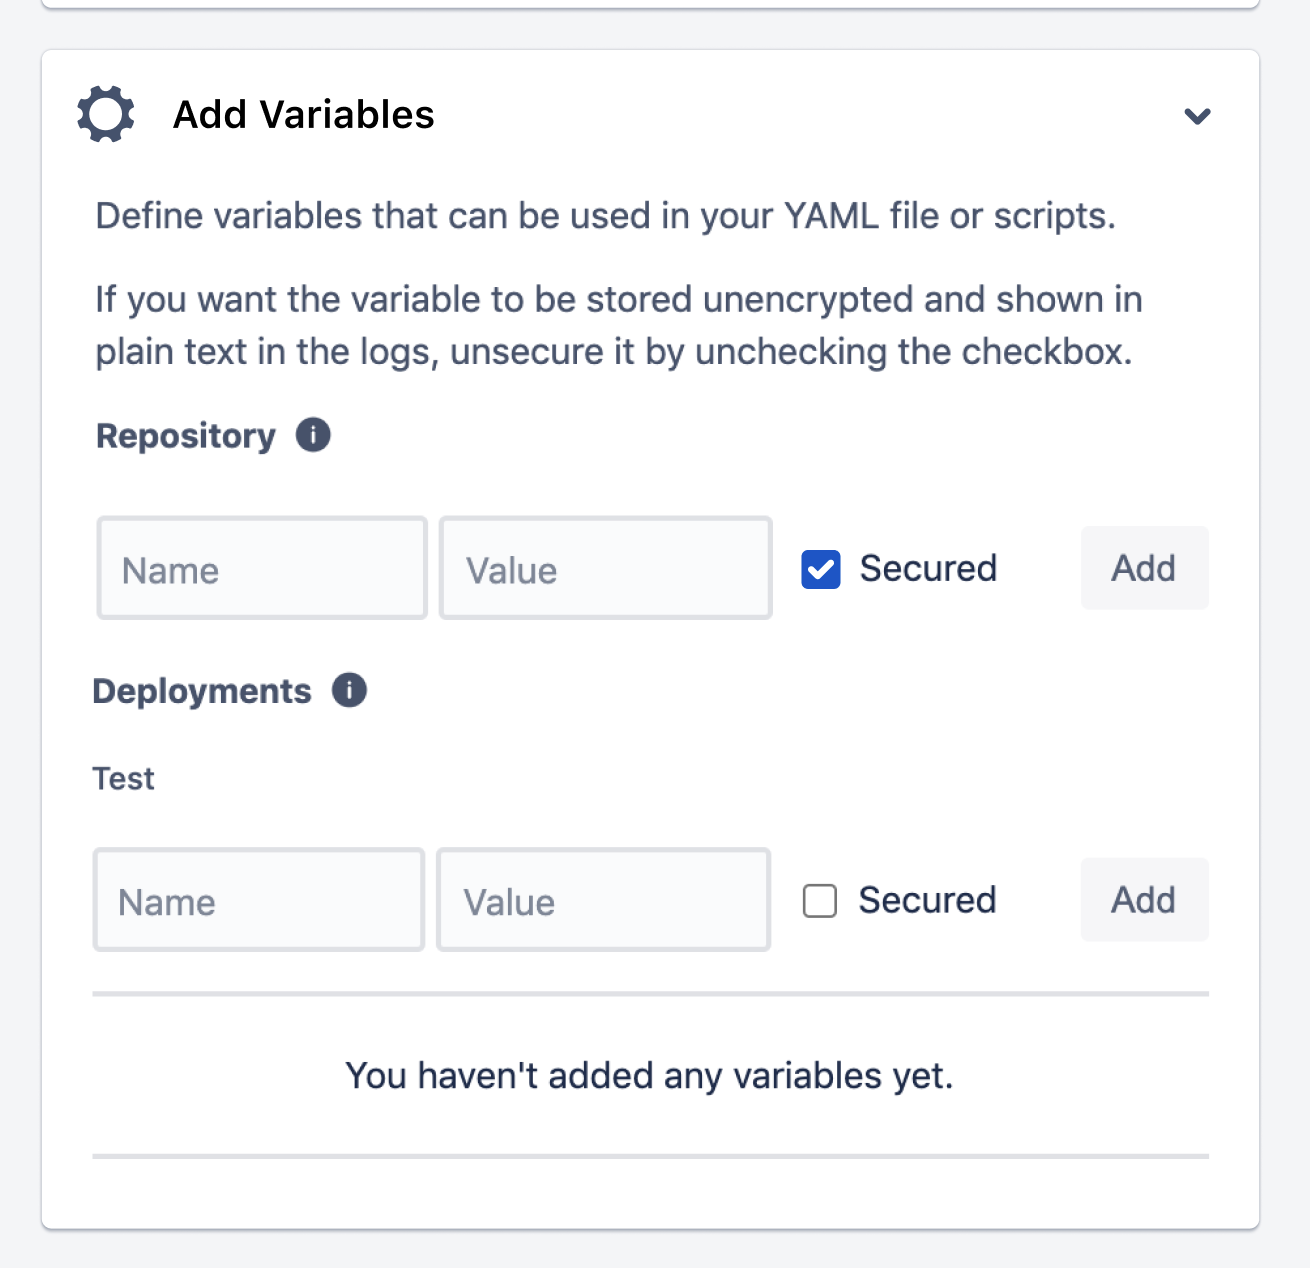 Add Variables
Define variables that can be used in your YAML file or scripts.
If you want the variable to be stored unencrypted and shown in
plain text in the logs, unsecure it by unchecking the checkbox.
Repository i
Name Value Secured Add
Deployments i
Test
Name Value Secured Add
You haven't added any variables yet.